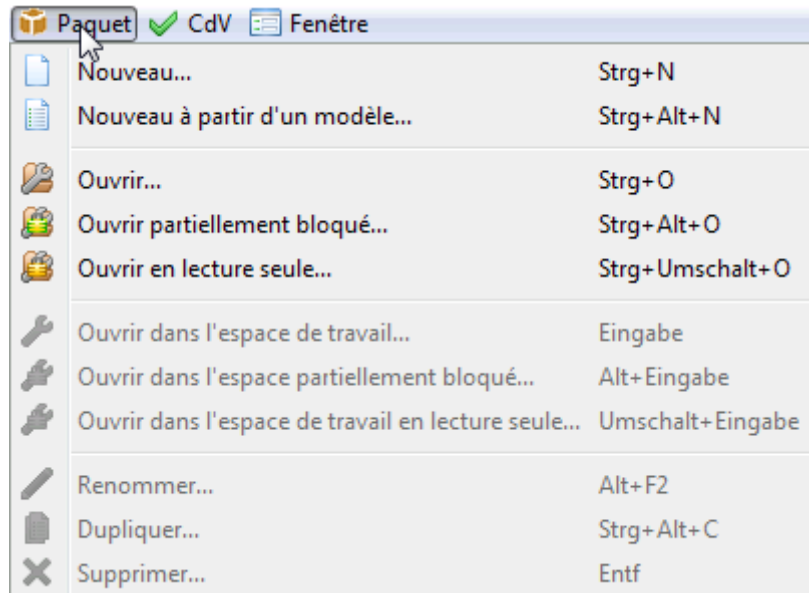 Paquet CdV Fenêtre
Nouveau... Strg+N
Nouveau à partir d'un modèle... Strg+Alt+N
Ouvrir... Strg+O
Ouvrir partiellement bloqué... Strg+Alt+O
Ouvrir en lecture seule... Strg+Umschalt+O
Ouvrir dans l'espace de travail... Eingabe
Ouvrir dans l'espace partiellement bloqué... Alt+Eingabe
Ouvrir dans l'espace de travail en lecture seule... Umschalt+Eingabe
Renommer... Alt+F2
Dupliquer... Strg+Alt+C
Supprimer... Entf